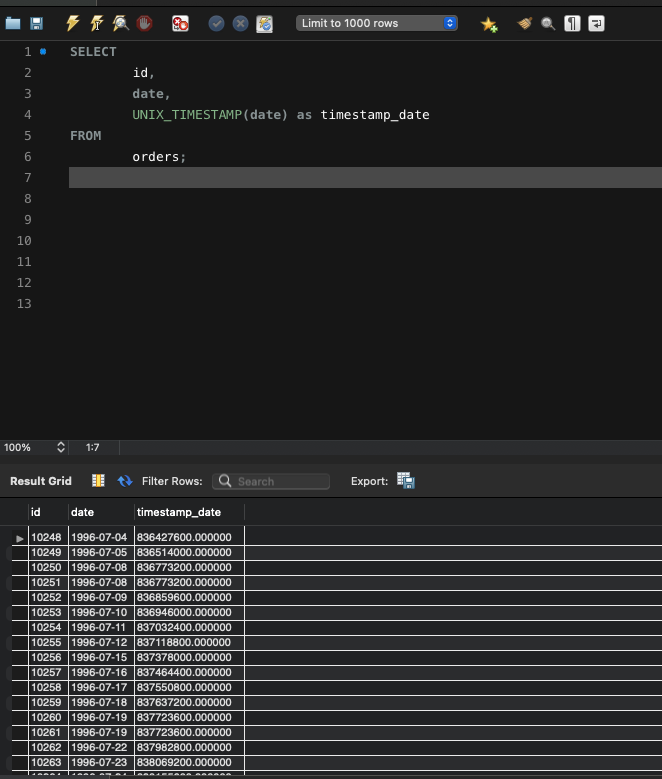 Limit to 1000 rows
1 SELECT
2 id,
3 date,
4 UNIX_TIMESTAMP(date) as timestamp_date
5 FROM
6 orders;
7
8
9
10
11
12
13
100% 1:7
Result Grid Filter Rows: Search Export:
id date timestamp_date
10248 1996-07-04 836427600.000000
10249 1996-07-05 836514000.000000
10250 1996-07-08 836773200.000000
10251 1996-07-08 836773200.000000
10252 1996-07-09 836859600.000000
10253 1996-07-10 836946000.000000
10254 1996-07-11 837032400.000000
10255 1996-07-12 837118800.000000
10256 1996-07-15 837378000.000000
10257 1996-07-16 837464400.000000
10258 1996-07-17 837550800.000000
10259 1996-07-18 837637200.000000
10260 1996-07-19 837723600.000000
10261 1996-07-19 837723600.000000
10262 1996-07-22 837982800.000000
10263 1996-07-23 838069200.000000